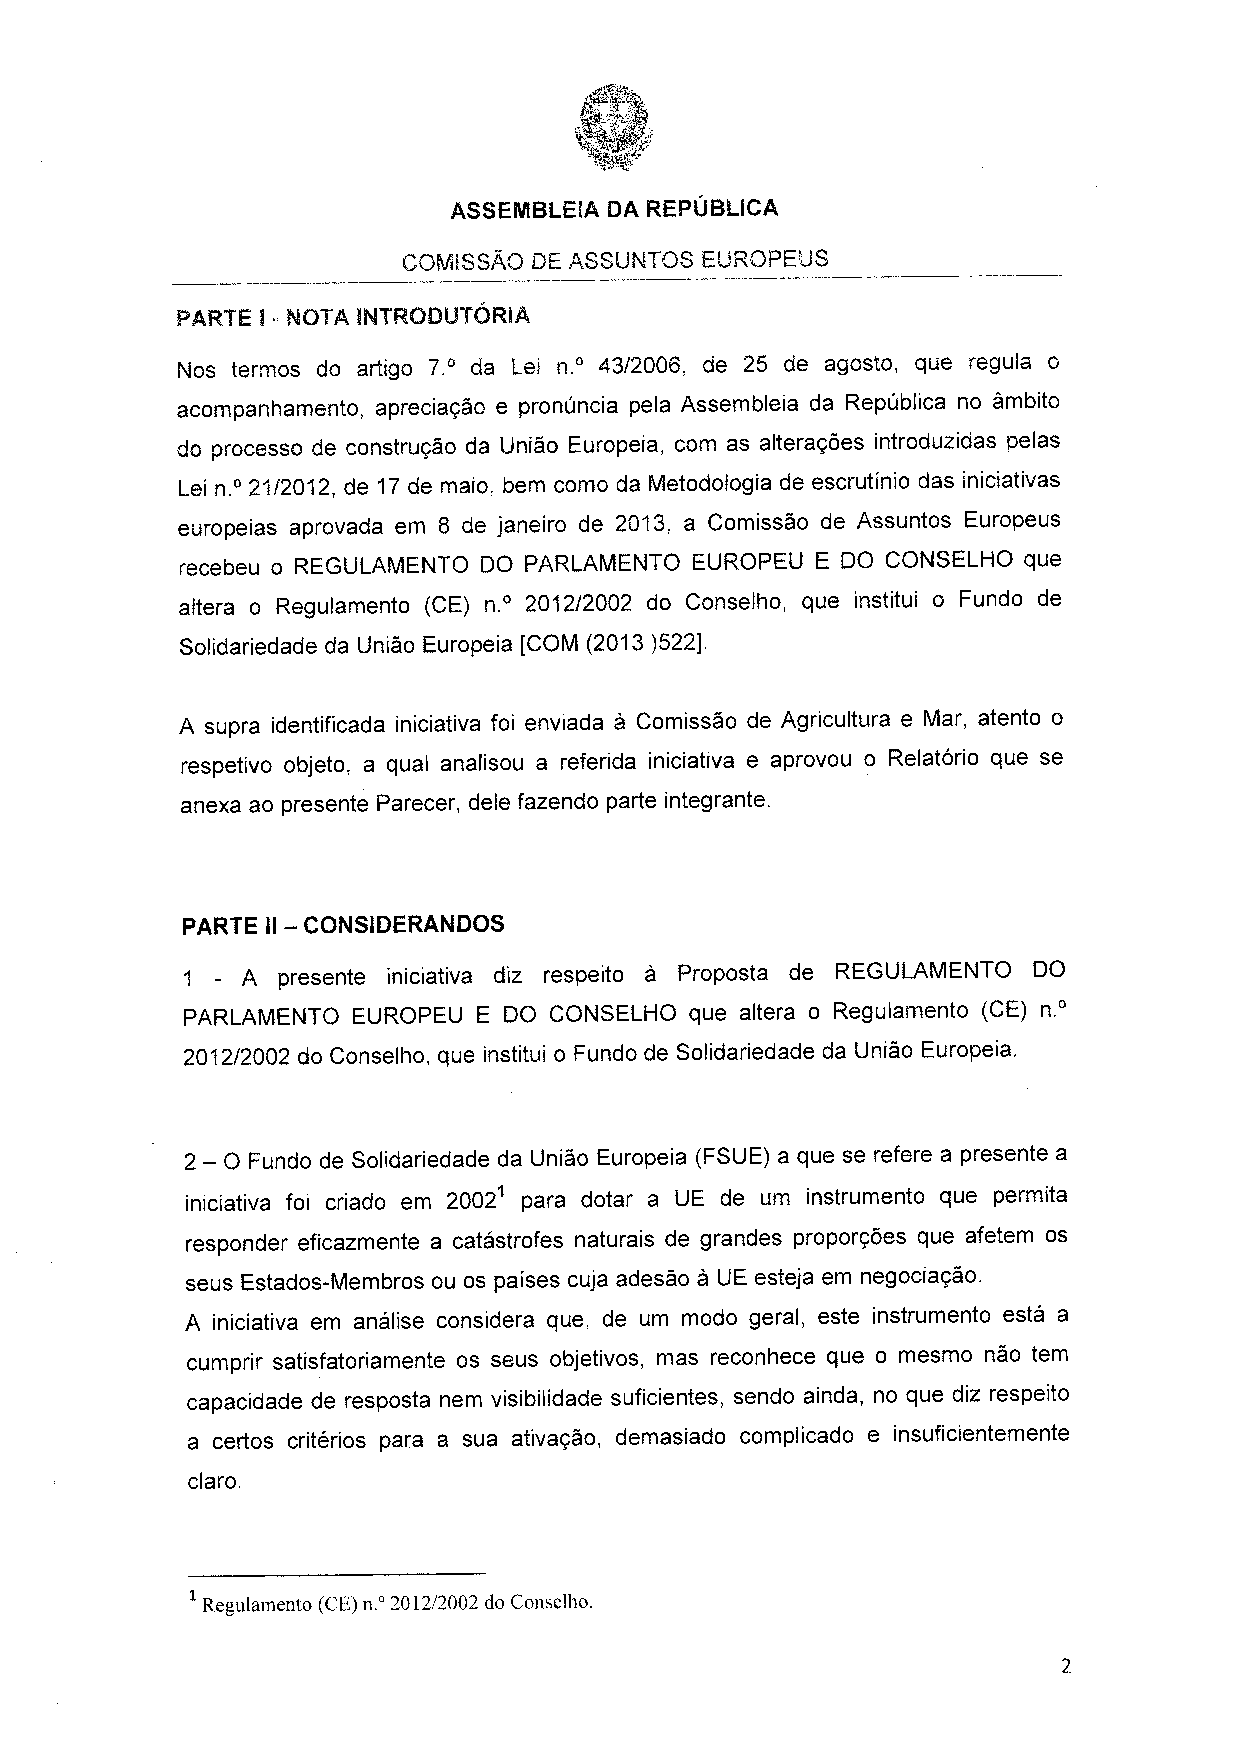 ASSEMBLEIA DA REPÚBLICA
COMISSÃO DE ASSUNTOS EUROPEUS
PARTE I - NOTA INTRODUTÓRIA
Nos termos do artigo 7.º da Lei n.º 43/2006, de 25 de agosto, que regula o
acompanhamento, apreciação e pronúncia pela Assembleia da República no âmbito
do processo de construção da União Europeia, com as alterações introduzidas pelas
Lei n.º 21/2012, de 17 de maio, bem como da Metodologia de escrutínio das iniciativas
europeias aprovada em 8 de janeiro de 2013, a Comissão de Assuntos Europeus
recebeu o REGULAMENTO DO PARLAMENTO EUROPEU E DO CONSELHO que
altera o Regulamento (CE) n.º 2012/2002 do Conselho, que institui o Fundo de
Solidariedade da União Europeia [COM (2013 )522].
A supra identificada iniciativa foi enviada à Comissão de Agricultura e Mar, atento o
respetivo objeto, a qual analisou a referida iniciativa e aprovou o Relatório que se
anexa ao presente Parecer, dele fazendo parte integrante.
PARTE II – CONSIDERANDOS
1 - A presente iniciativa diz respeito à Proposta de REGULAMENTO DO
PARLAMENTO EUROPEU E DO CONSELHO que altera o Regulamento (CE) n.º
2012/2002 do Conselho, que institui o Fundo de Solidariedade da União Europeia.
2 – O Fundo de Solidariedade da União Europeia (FSUE) a que se refere a presente a
iniciativa foi criado em 2002¹ para dotar a UE de um instrumento que permita
responder eficazmente a catástrofes naturais de grandes proporções que afetem os
seus Estados-Membros ou os países cuja adesão à UE esteja em negociação.
A iniciativa em análise considera que, de um modo geral, este instrumento está a
cumprir satisfatoriamente os seus objetivos, mas reconhece que o mesmo não tem
capacidade de resposta nem visibilidade suficientes, sendo ainda, no que diz respeito
a certos critérios para a sua ativação, demasiado complicado e insuficientemente
claro.
¹ Regulamento (CE) n.º 2012/2002 do Conselho.
2